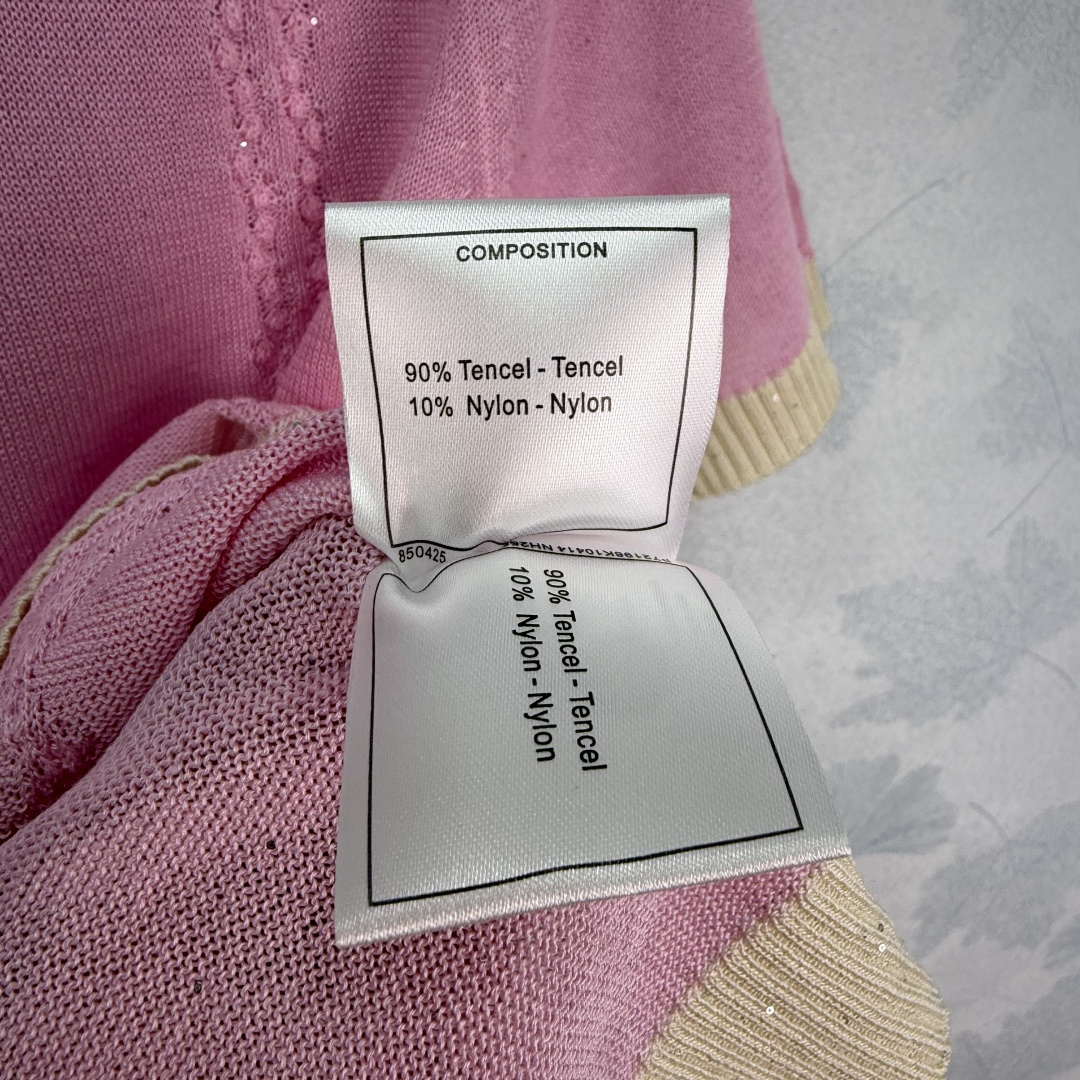 COMPOSITION
90% Tencel - Tencel
10% Nylon - Nylon
850425
90% Tencel - Tencel
10% Nylon - Nylon